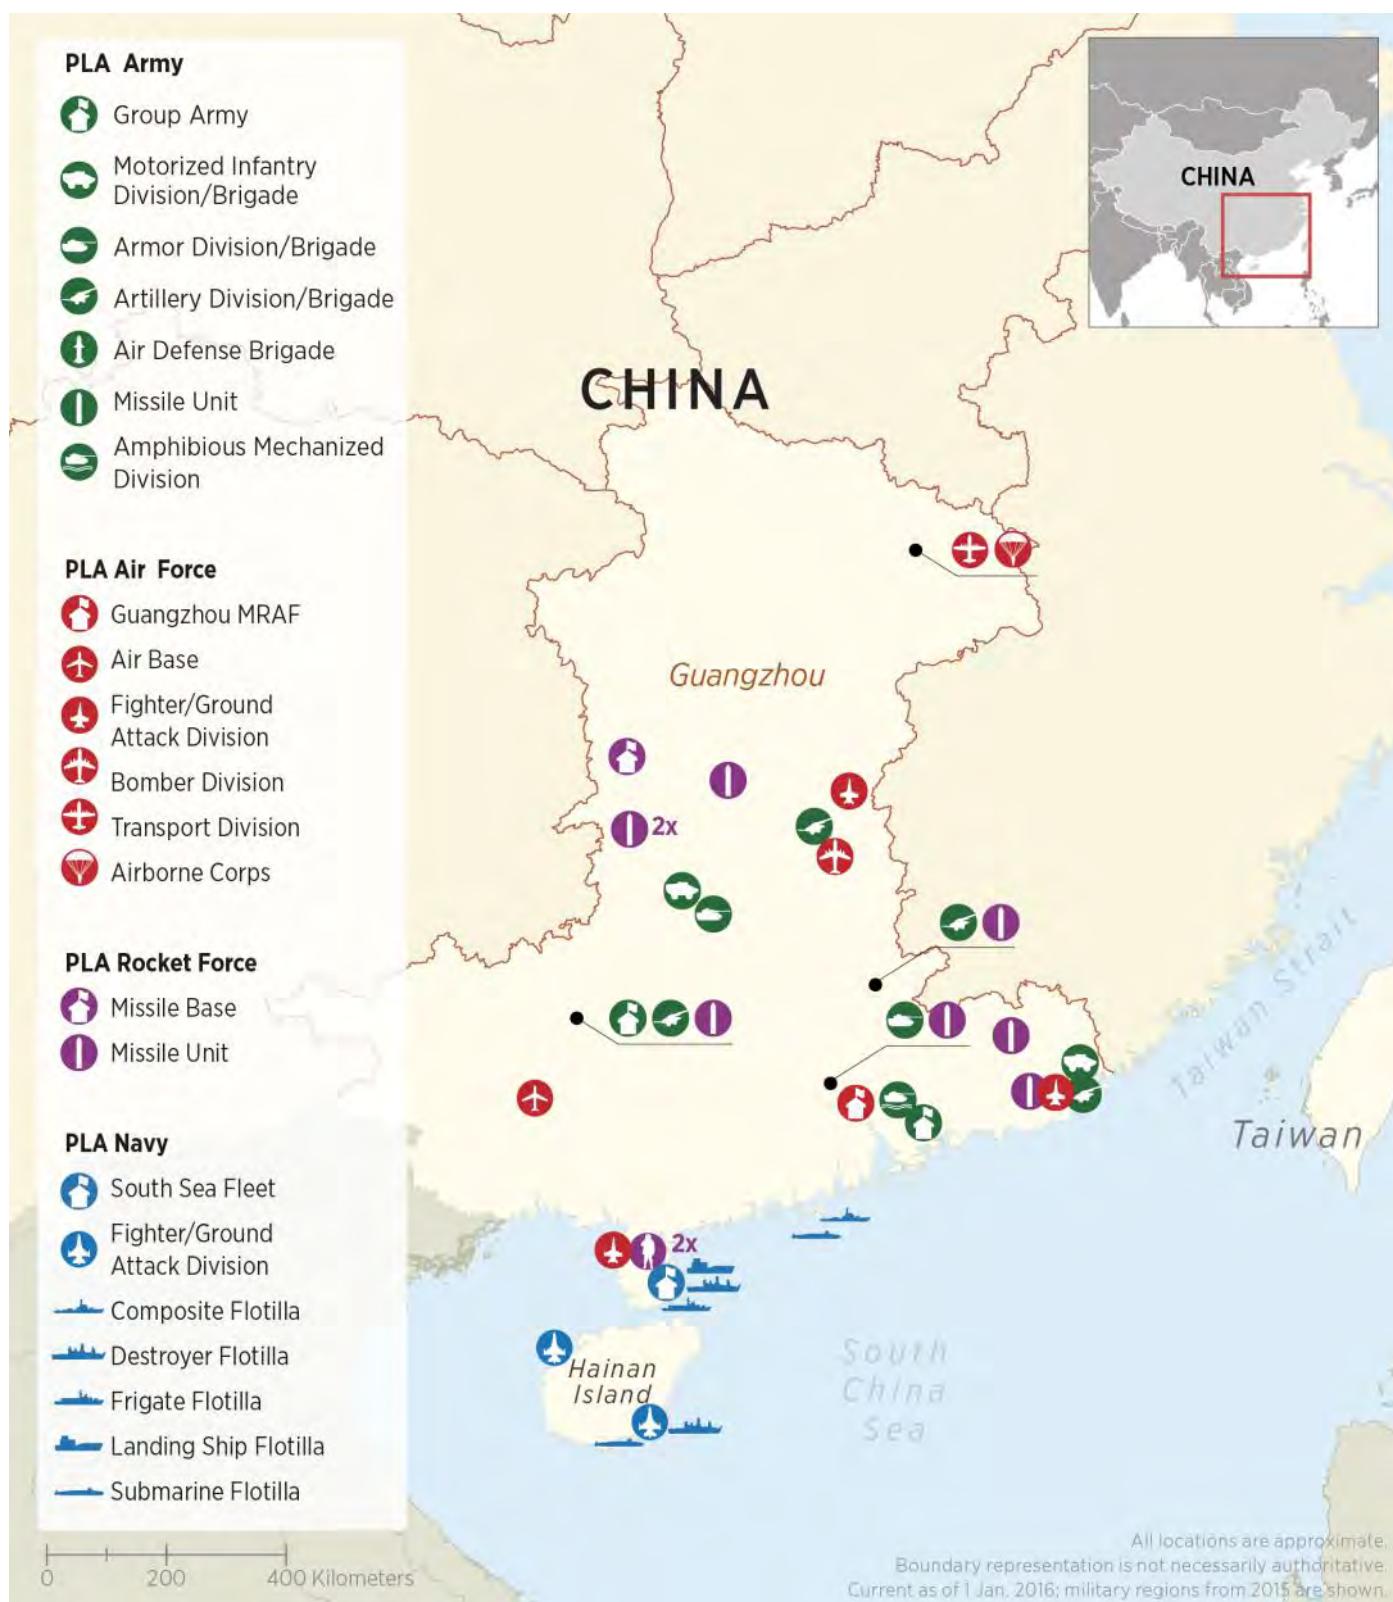 PLA Army
Group Army
Motorized Infantry
Division/Brigade
Armor Division/Brigade
Artillery Division/Brigade
Air Defense Brigade
Missile Unit
Amphibious Mechanized
Division
PLA Air Force
Guangzhou MRAF
Air Base
Fighter/Ground
Attack Division
Bomber Division
Transport Division
Airborne Corps
PLA Rocket Force
Missile Base
Missile Unit
PLA Navy
South Sea Fleet
Fighter/Ground
Attack Division
Composite Flotilla
Destroyer Flotilla
Frigate Flotilla
Landing Ship Flotilla
Submarine Flotilla
0 200 400 Kilometers
CHINA
CHINA
Guangzhou
2x
Taiwan Strait
Taiwan
2x
Hainan
Island
South
China
Sea
All locations are approximate.
Boundary representation is not necessarily authoritative.
Current as of 1 Jan. 2016; military regions from 2015 are shown.